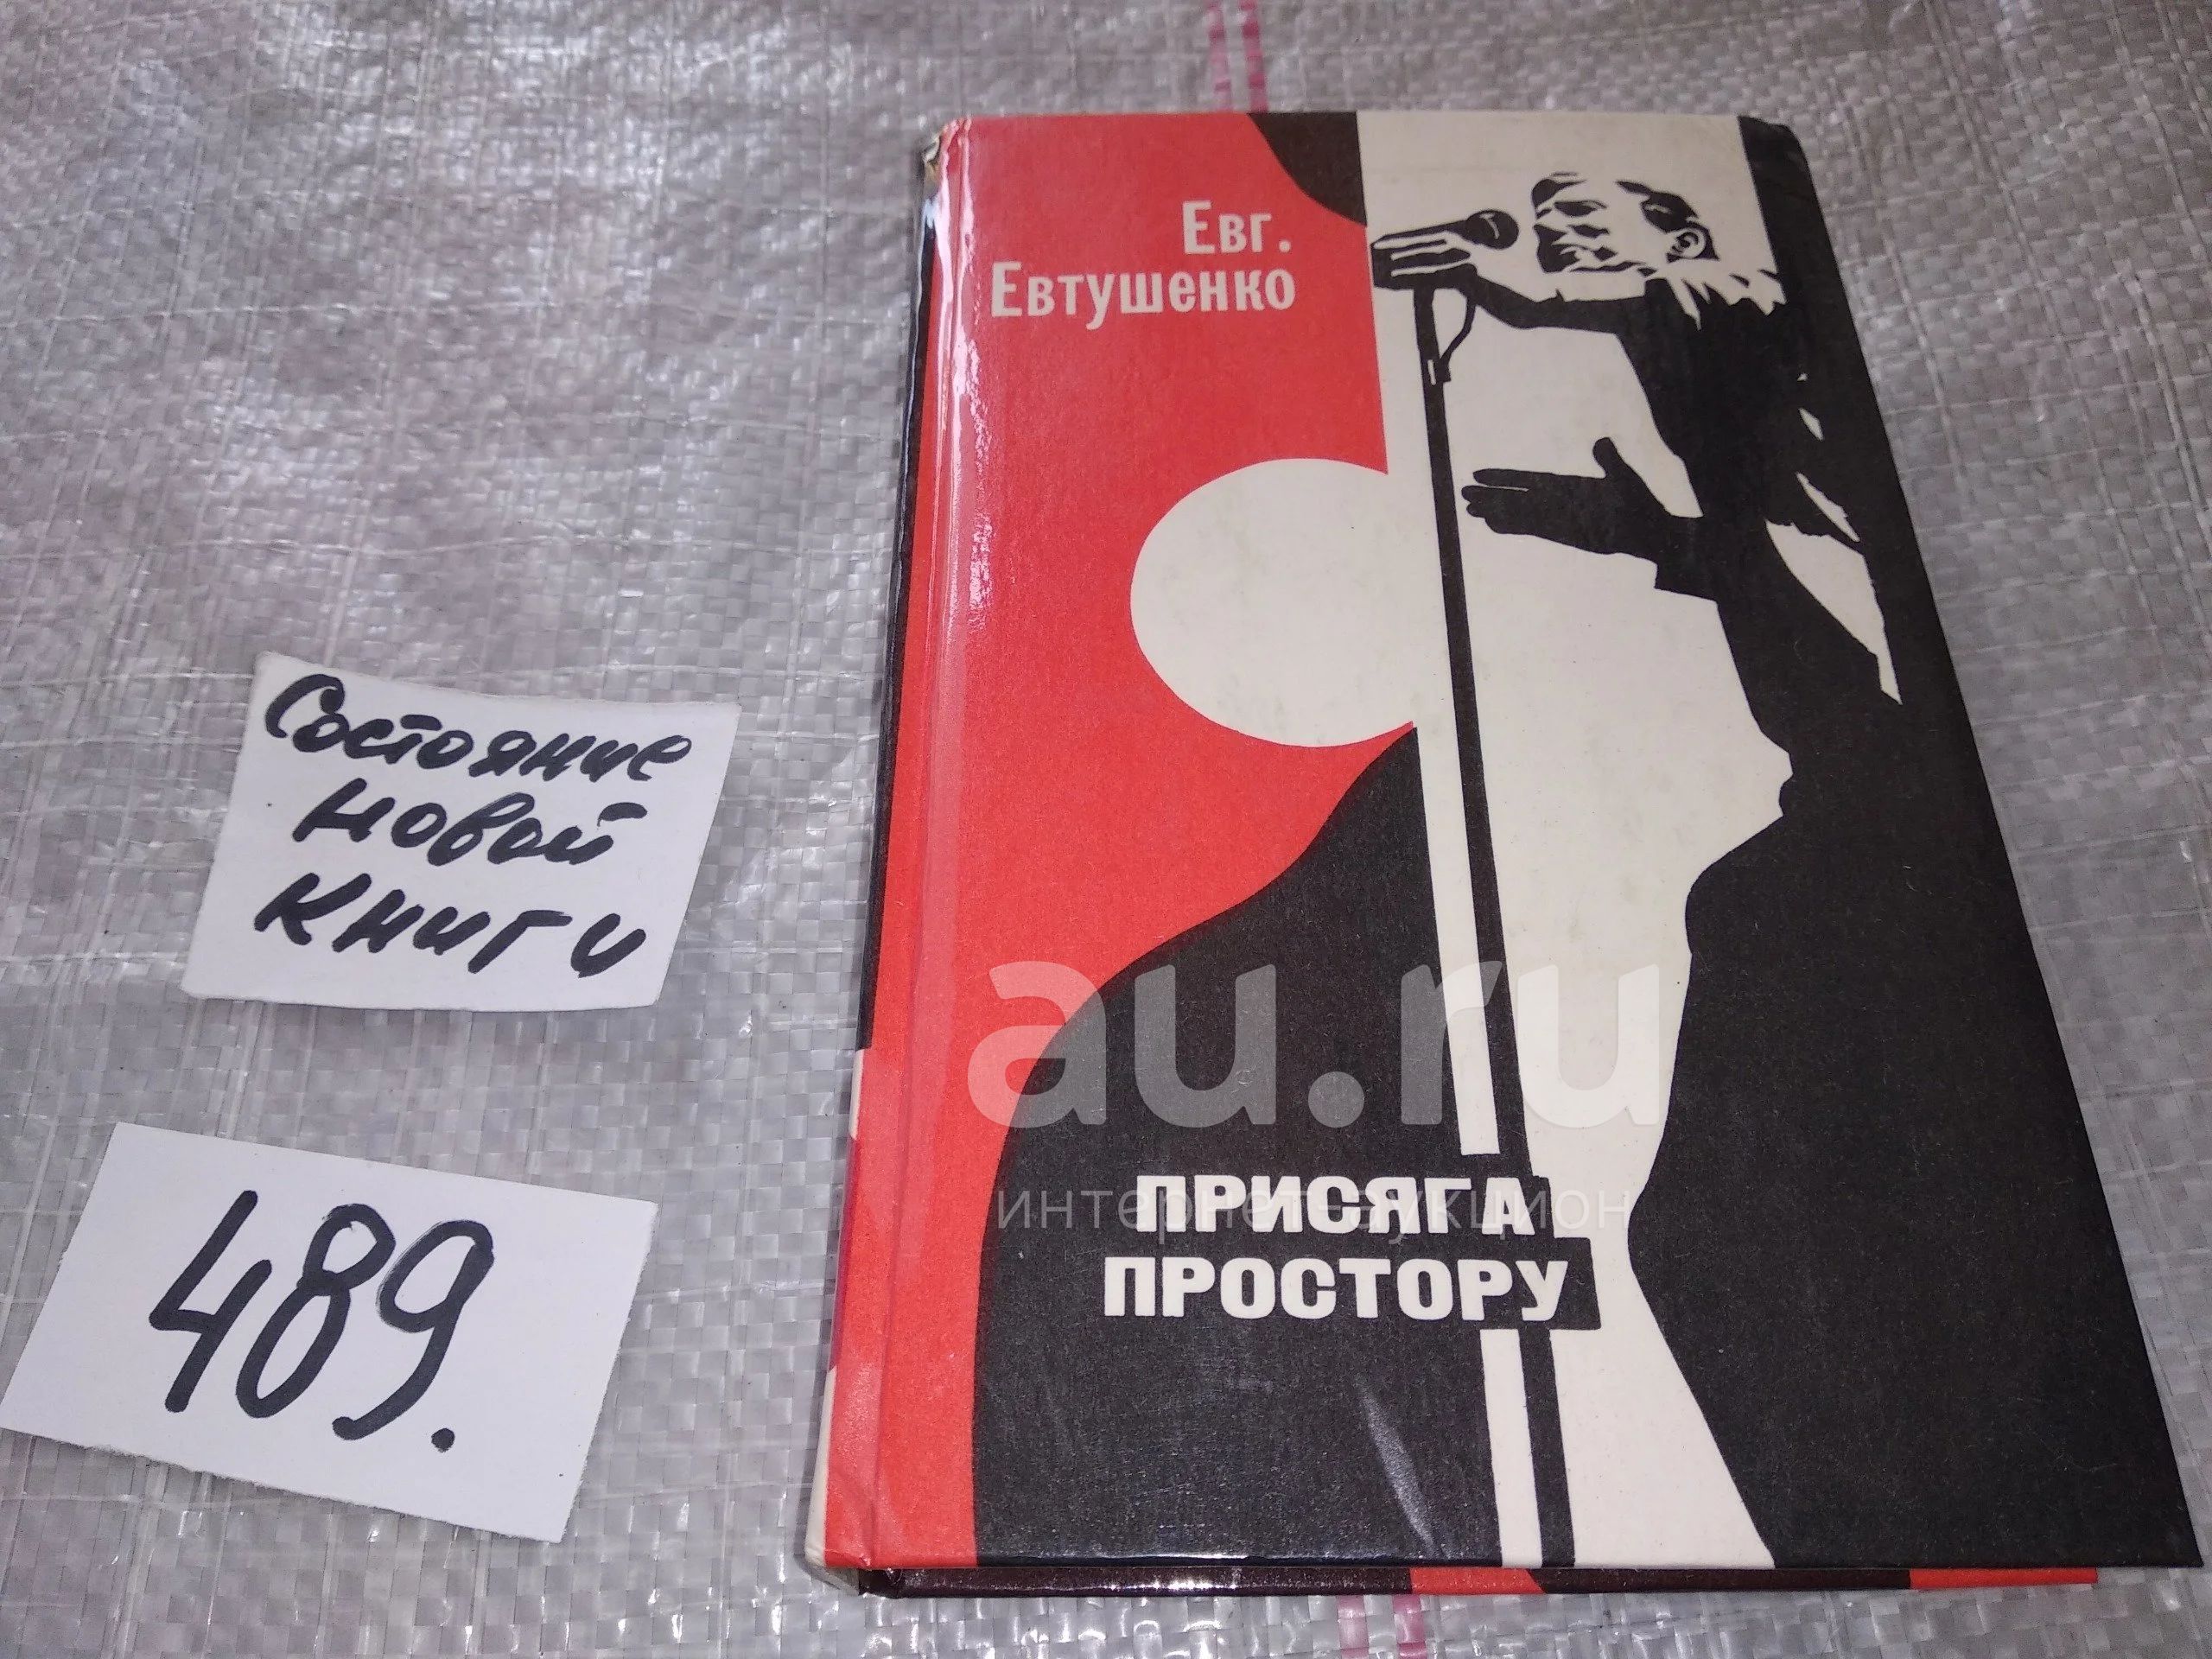 Евг.
Евтушенко
Состояние
новой
книги
au.ru
интернет-аукцион
ПРИСЯГА
ПРОСТОРУ
489.